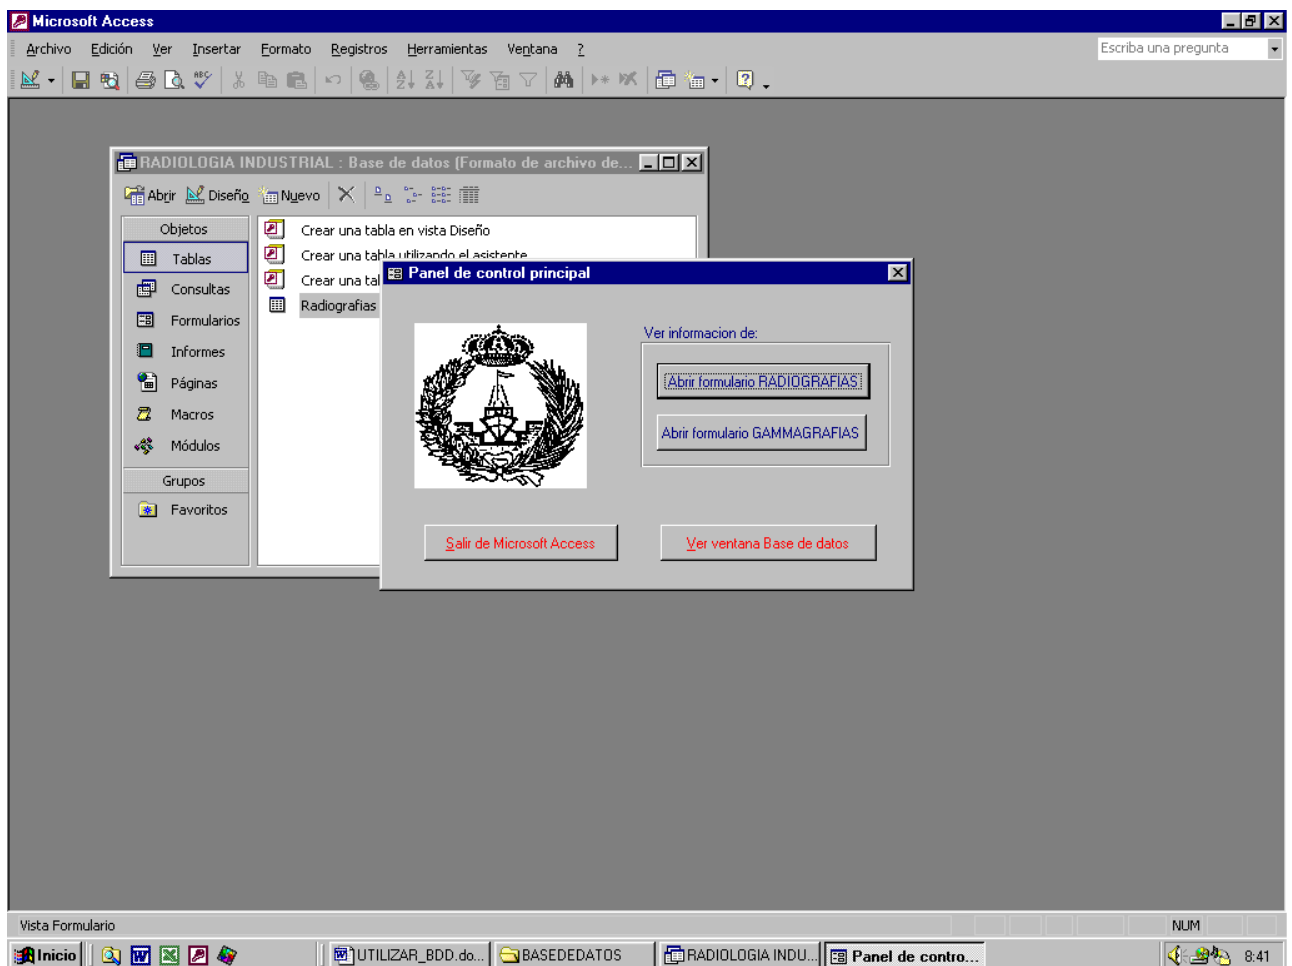 Microsoft Access
Archivo Edición Ver Insertar Formato Registros Herramientas Ventana ?
Escriba una pregunta
RADIOLOGIA INDUSTRIAL : Base de datos (Formato de archivo de...
Abrir Diseño Nuevo
Objetos
Tablas
Consultas
Formularios
Informes
Páginas
Macros
Módulos
Grupos
Favoritos
Crear una tabla en vista Diseño
Crear una tabla utilizando el asistente
Crear una tal
Radiografias
Panel de control principal
Ver informacion de:
Abrir formulario RADIOGRAFIAS
Abrir formulario GAMMAGRAFIAS
Salir de Microsoft Access
Ver ventana Base de datos
Vista Formulario
NUM
Inicio
UTILIZAR_BDD.do...
BASEDEDATOS
RADIOLOGIA INDU...
Panel de contro...
8:41